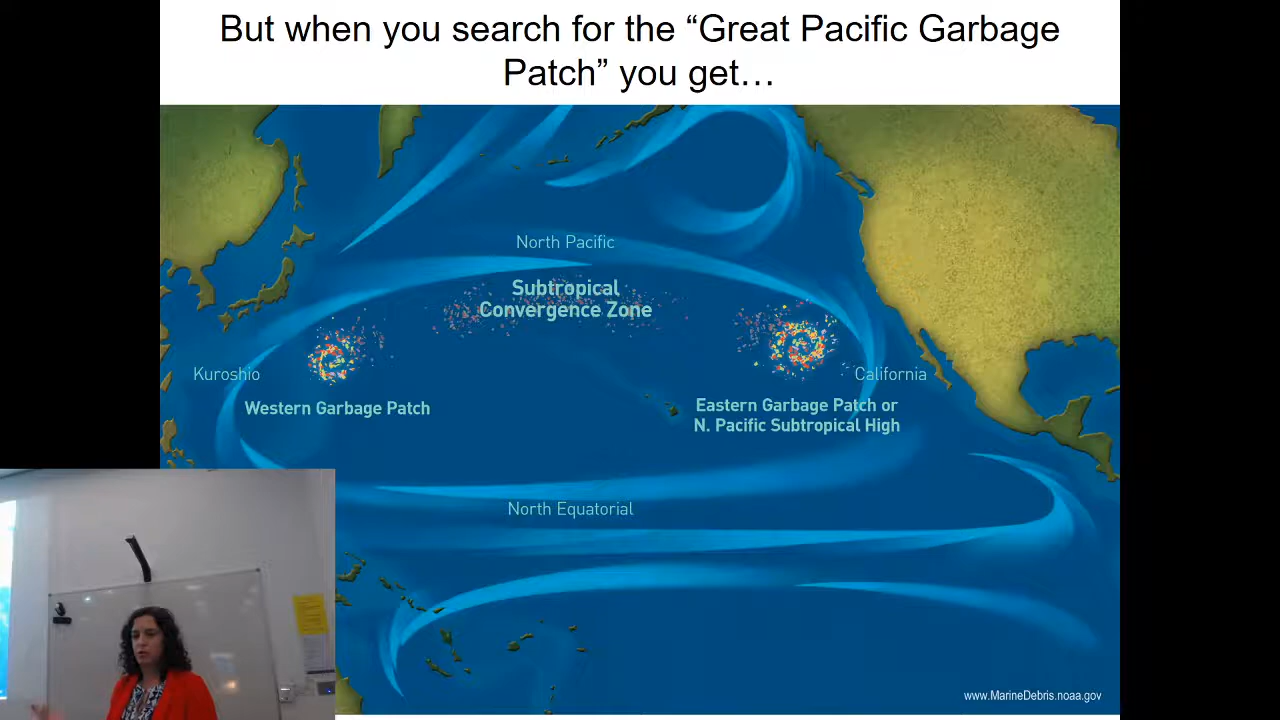 But when you search for the “Great Pacific Garbage
Patch” you get…
North Pacific
Subtropical
Convergence Zone
Kuroshio
California
Western Garbage Patch
Eastern Garbage Patch or
N. Pacific Subtropical High
North Equatorial
www.MarineDebris.noaa.gov